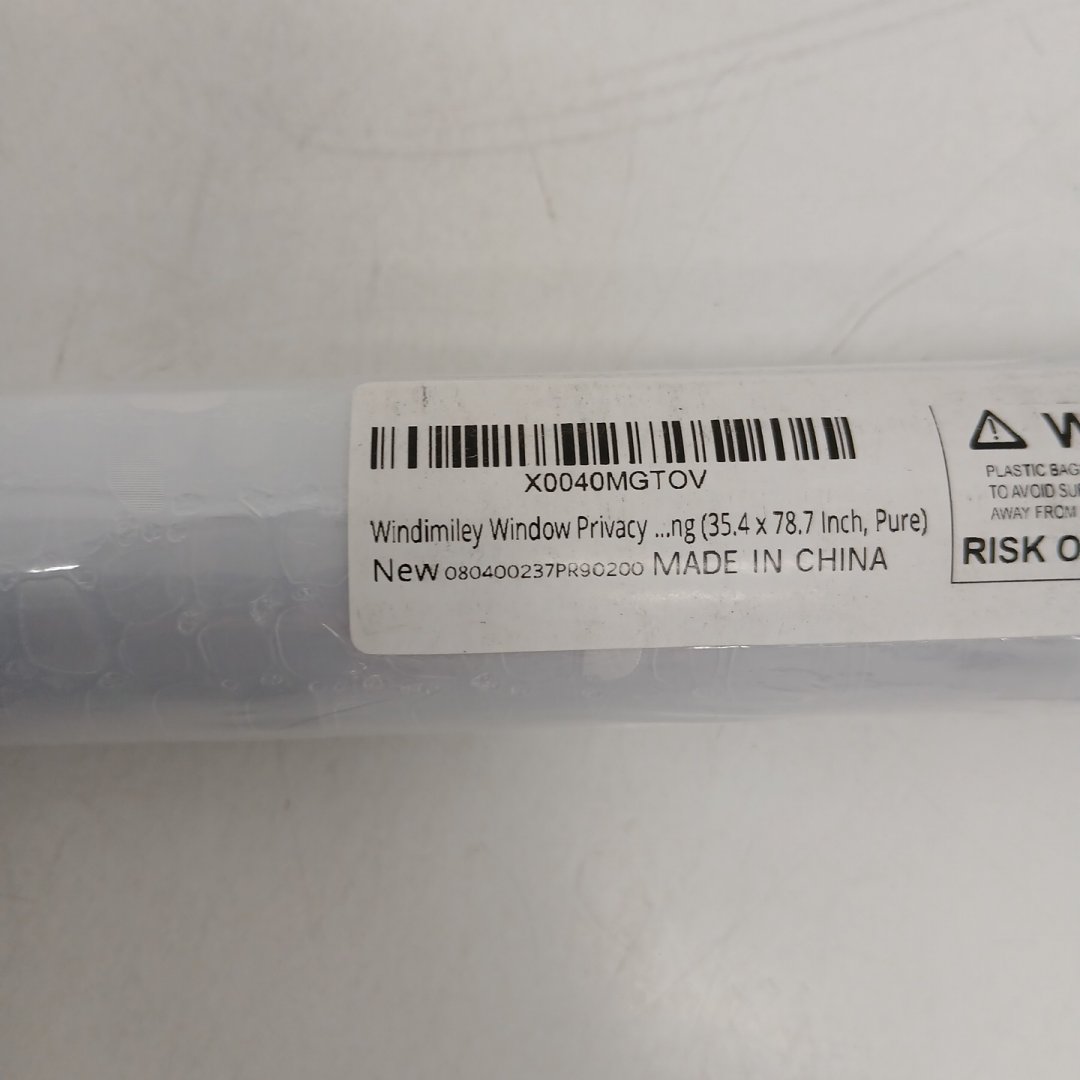 X0040MGTOV
Windimiley Window Privacy ...ng (35.4 x 78.7 Inch, Pure)
New 080400237PR90200 MADE IN CHINA
PLASTIC BAG
TO AVOID
AWAY FROM
RISK